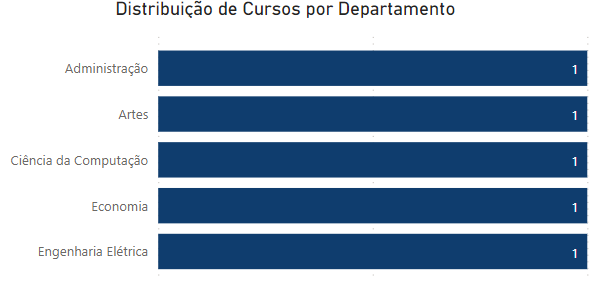 Distribuição de Cursos por Departamento
Administração 1
Artes 1
Ciência da Computação 1
Economia 1
Engenharia Elétrica 1